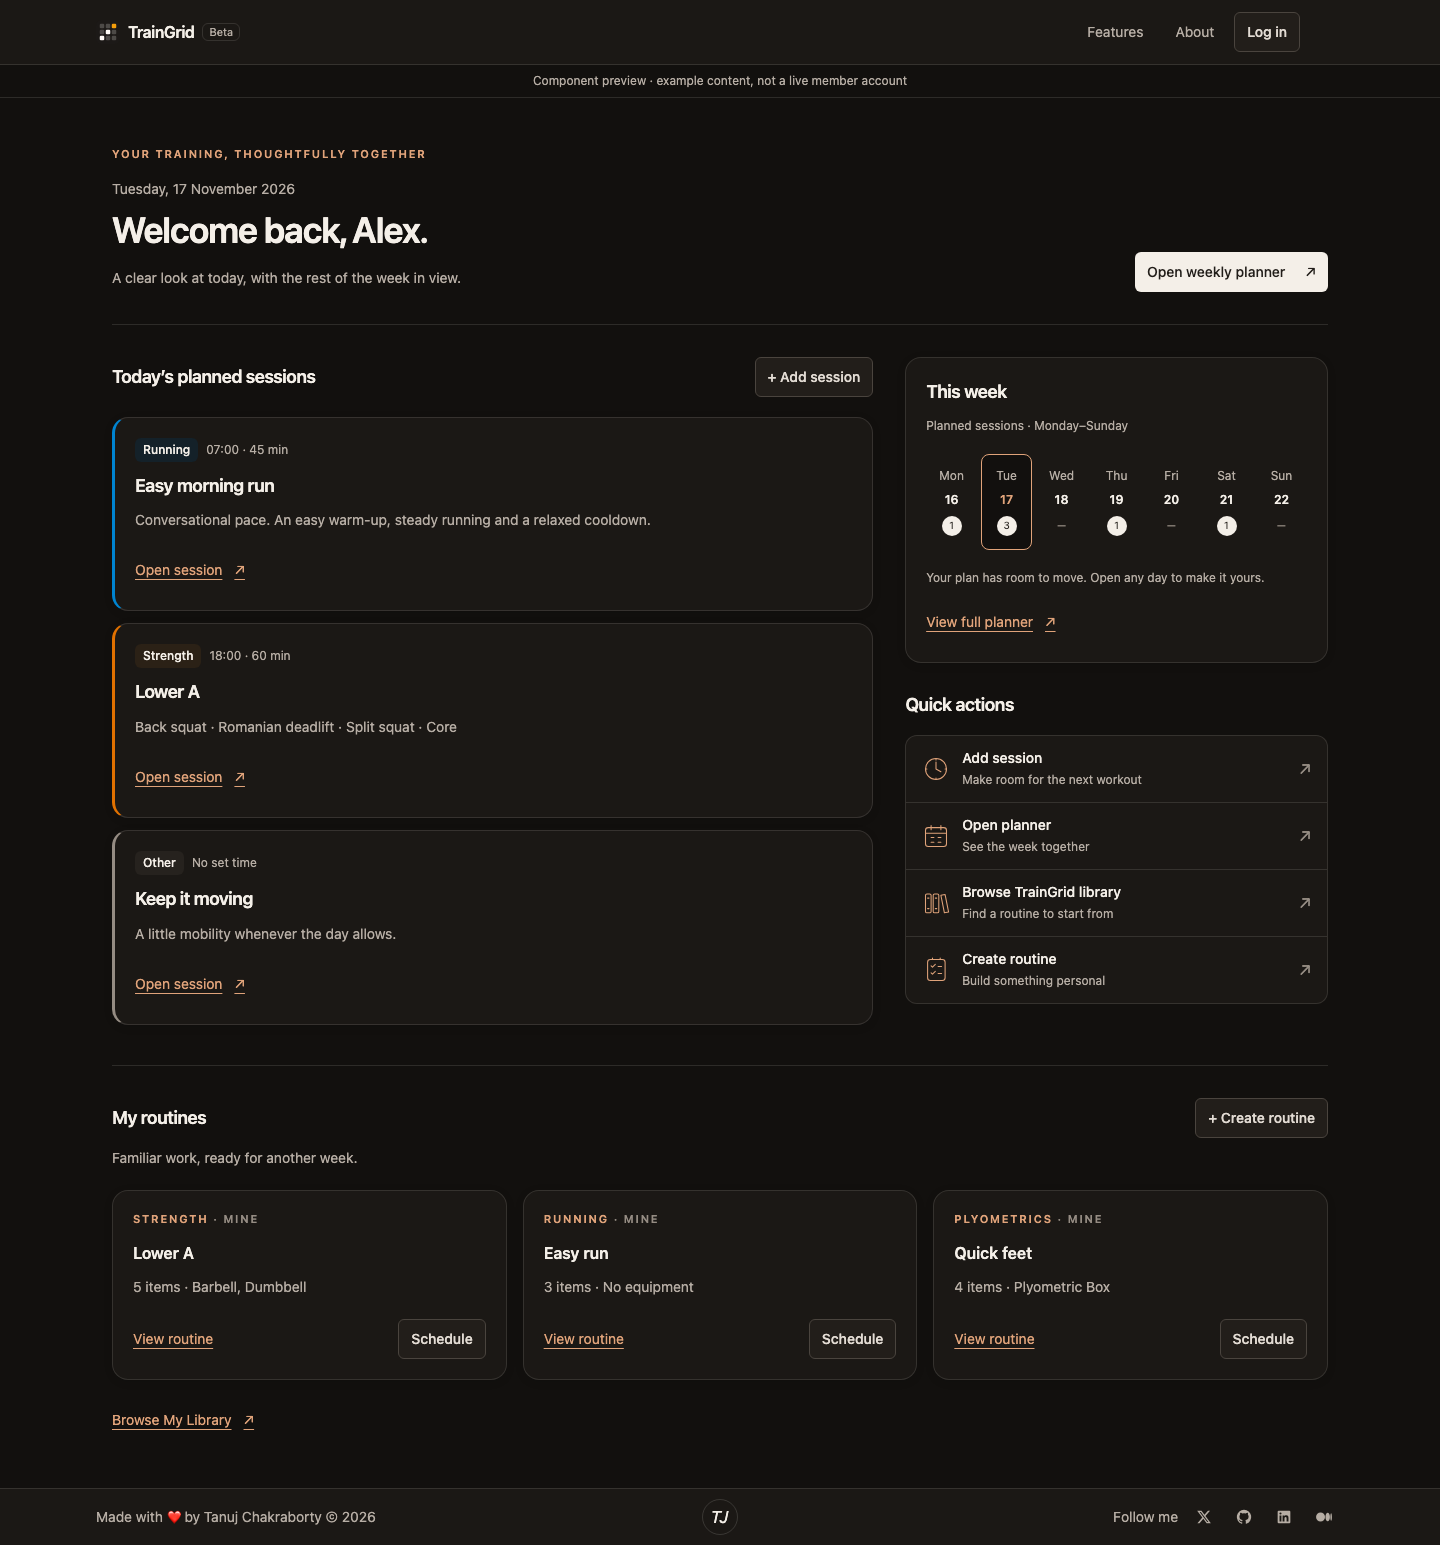 TrainGrid Beta
Features About Log in
Component preview · example content, not a live member account
YOUR TRAINING, THOUGHTFULLY TOGETHER
Tuesday, 17 November 2026
Welcome back, Alex.
A clear look at today, with the rest of the week in view.
Open weekly planner ↗
Today’s planned sessions
+ Add session
Running 07:00 · 45 min
Easy morning run
Conversational pace. An easy warm-up, steady running and a relaxed cooldown.
Open session ↗
Strength 18:00 · 60 min
Lower A
Back squat · Romanian deadlift · Split squat · Core
Open session ↗
Other No set time
Keep it moving
A little mobility whenever the day allows.
Open session ↗
This week
Planned sessions · Monday–Sunday
Mon Tue Wed Thu Fri Sat Sun
16 17 18 19 20 21 22
1 3 – 1 – 1 –
Your plan has room to move. Open any day to make it yours.
View full planner ↗
Quick actions
Add session
Make room for the next workout
Open planner
See the week together
Browse TrainGrid library
Find a routine to start from
Create routine
Build something personal
My routines
+ Create routine
Familiar work, ready for another week.
STRENGTH · MINE
Lower A
5 items · Barbell, Dumbbell
View routine Schedule
RUNNING · MINE
Easy run
3 items · No equipment
View routine Schedule
PLYOMETRICS · MINE
Quick feet
4 items · Plyometric Box
View routine Schedule
Browse My Library ↗
Made with ❤️ by Tanuj Chakraborty © 2026
TJ
Follow me